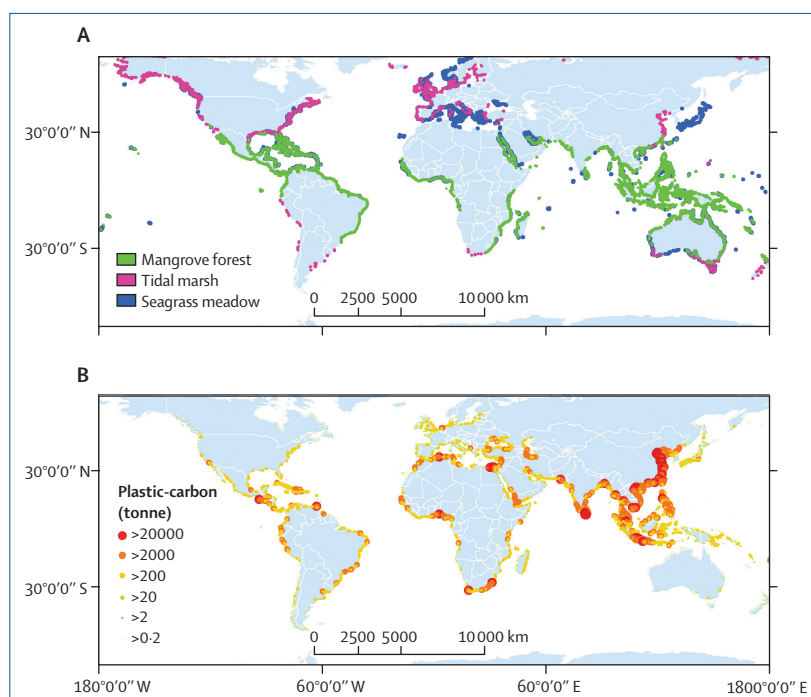 A
30°0′0″ N
30°0′0″ S
Mangrove forest
Tidal marsh
Seagrass meadow
0 2500 5000 10 000 km
B
30°0′0″ N
Plastic-carbon
(tonne)
>20000
>2000
>200
>20
>2
>0·2
30°0′0″ S
0 2500 5000 10 000 km
180°0′0″ W 60°0′0″ W 60°0′0″ E 1800°0′0″ E